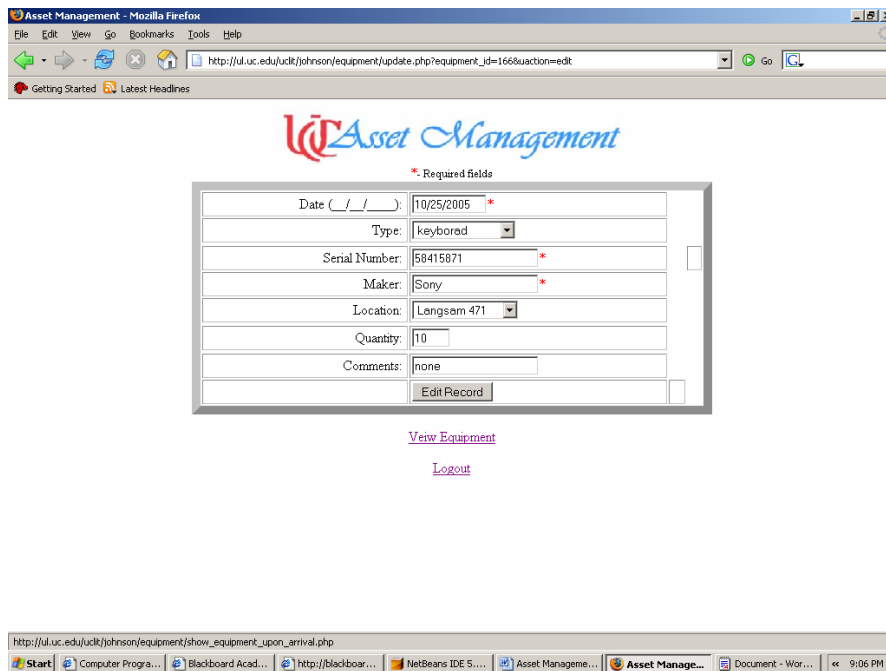 Asset Management - Mozilla Firefox
File Edit View Go Bookmarks Tools Help
http://ul.uc.edu/uclit/johnson/equipment/update.php?equipment_id=166&uaction=edit Go G
Getting Started Latest Headlines
UCit Asset Management
*- Required fields
Date (__/__/____): 10/25/2005 *
Type: keyborad
Serial Number: 58415871 *
Maker: Sony *
Location: Langsam 471
Quantity: 10
Comments: none
Edit Record
Veiw Equipment
Logout
http://ul.uc.edu/uclit/johnson/equipment/show_equipment_upon_arrival.php
Start Computer Progra... Blackboard Acad... http://blackboar... NetBeans IDE 5.... Asset Manageme... Asset Manage... Document - Wor... « 9:06 PM